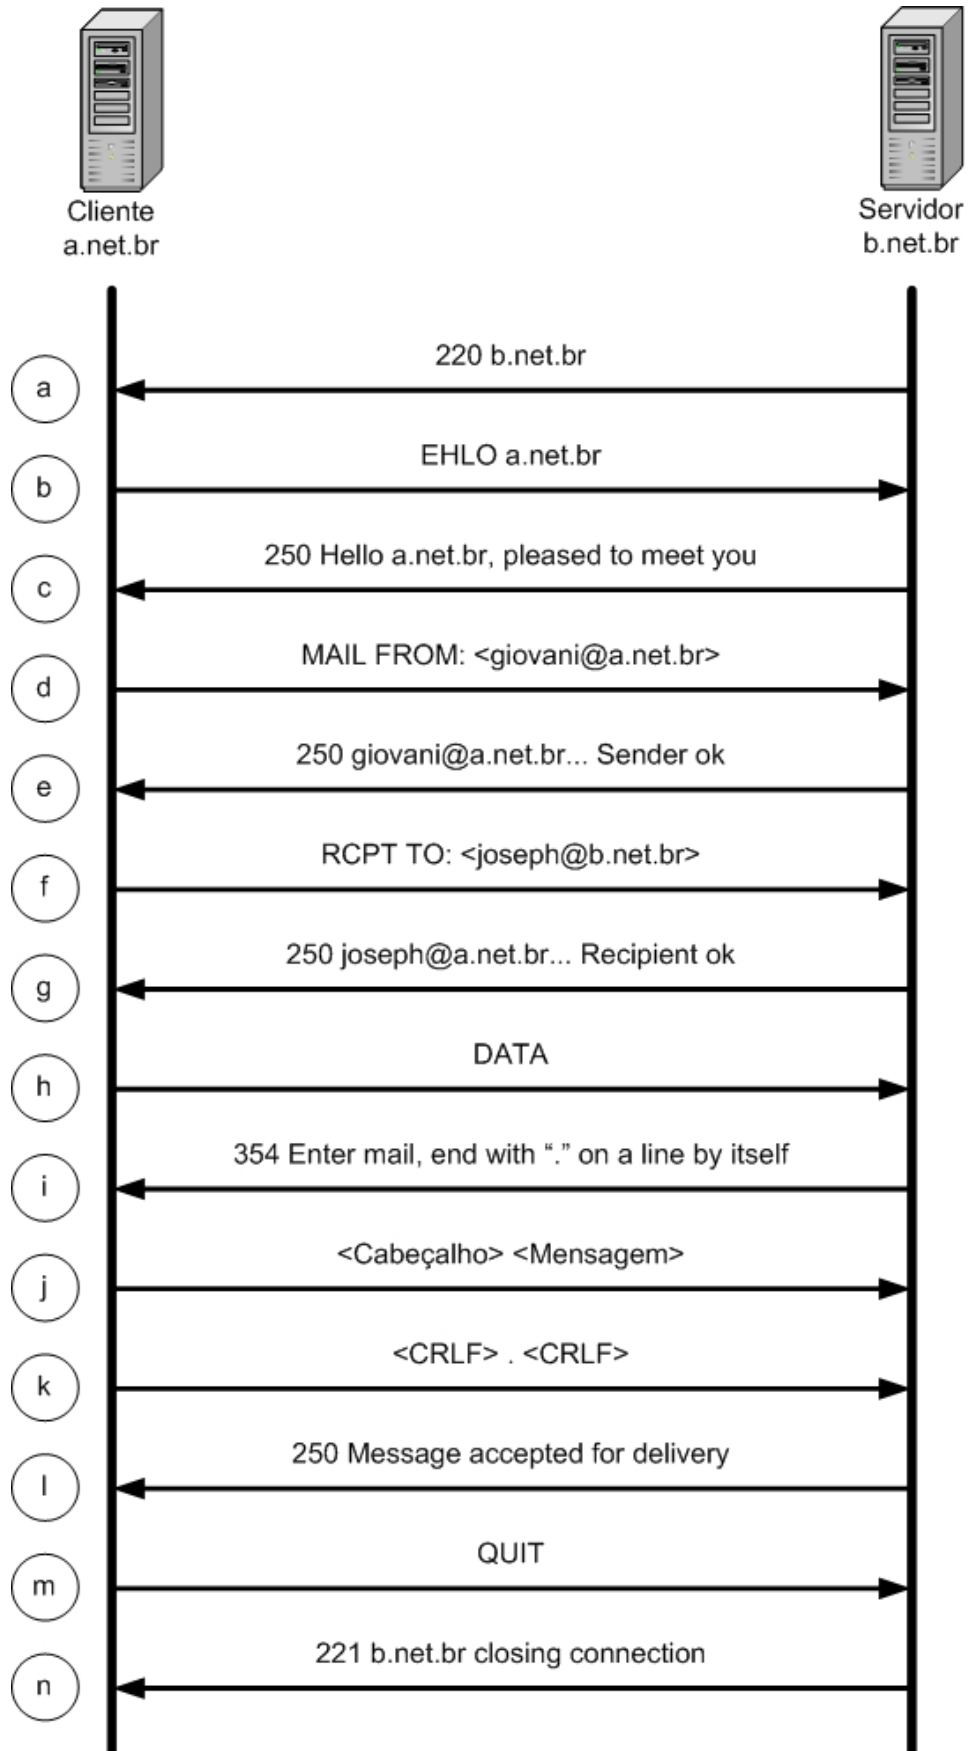 Cliente
a.net.br
Servidor
b.net.br
220 b.net.br
a
EHLO a.net.br
b
250 Hello a.net.br, pleased to meet you
c
MAIL FROM: <giovani@a.net.br>
d
250 giovani@a.net.br... Sender ok
e
RCPT TO: <joseph@b.net.br>
f
250 joseph@a.net.br... Recipient ok
g
DATA
h
354 Enter mail, end with “.” on a line by itself
i
<Cabeçalho> <Mensagem>
j
<CRLF> . <CRLF>
k
250 Message accepted for delivery
l
QUIT
m
221 b.net.br closing connection
n